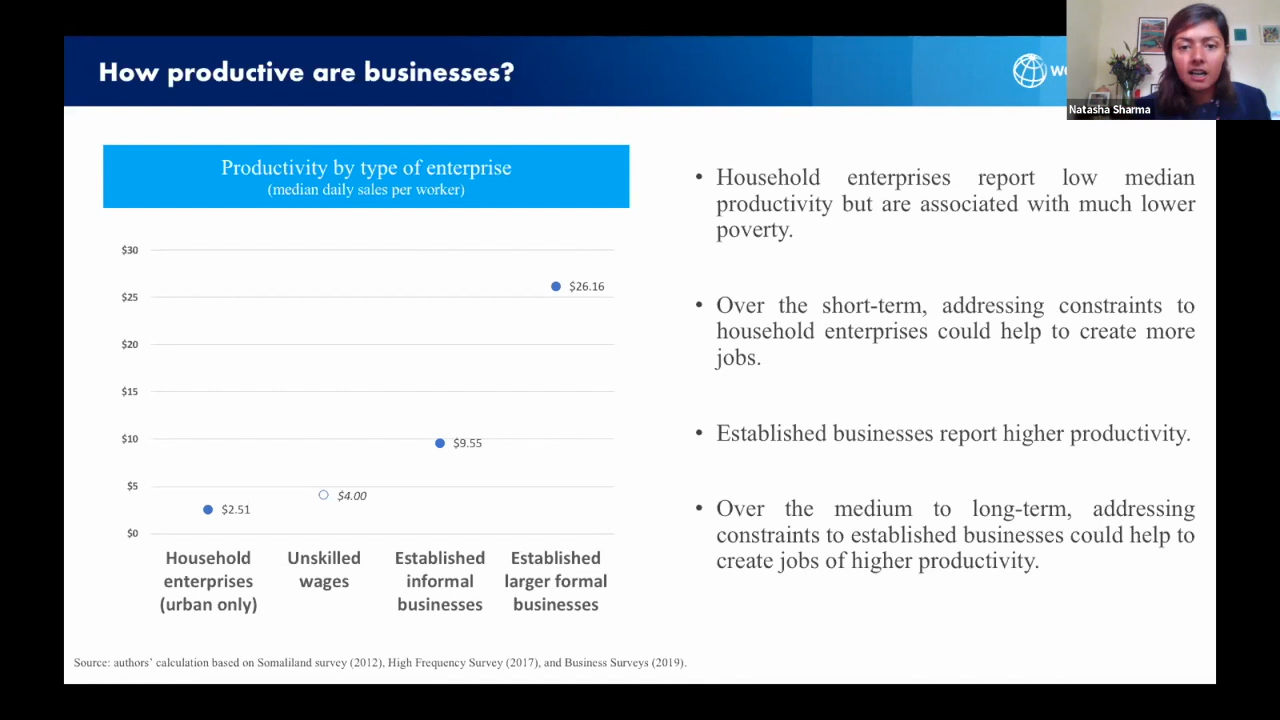 How productive are businesses?
Natasha Sharma
Productivity by type of enterprise
(median daily sales per worker)
$30
$25
$20
$15
$10
$5
$0
$26.16
$9.55
$4.00
$2.51
Household
enterprises
(urban only)
Unskilled
wages
Established
informal
businesses
Established
larger formal
businesses
• Household enterprises report low median
productivity but are associated with much lower
poverty.
• Over the short-term, addressing constraints to
household enterprises could help to create more
jobs.
• Established businesses report higher productivity.
• Over the medium to long-term, addressing
constraints to established businesses could help to
create jobs of higher productivity.
Source: authors’ calculation based on Somaliland survey (2012), High Frequency Survey (2017), and Business Surveys (2019).